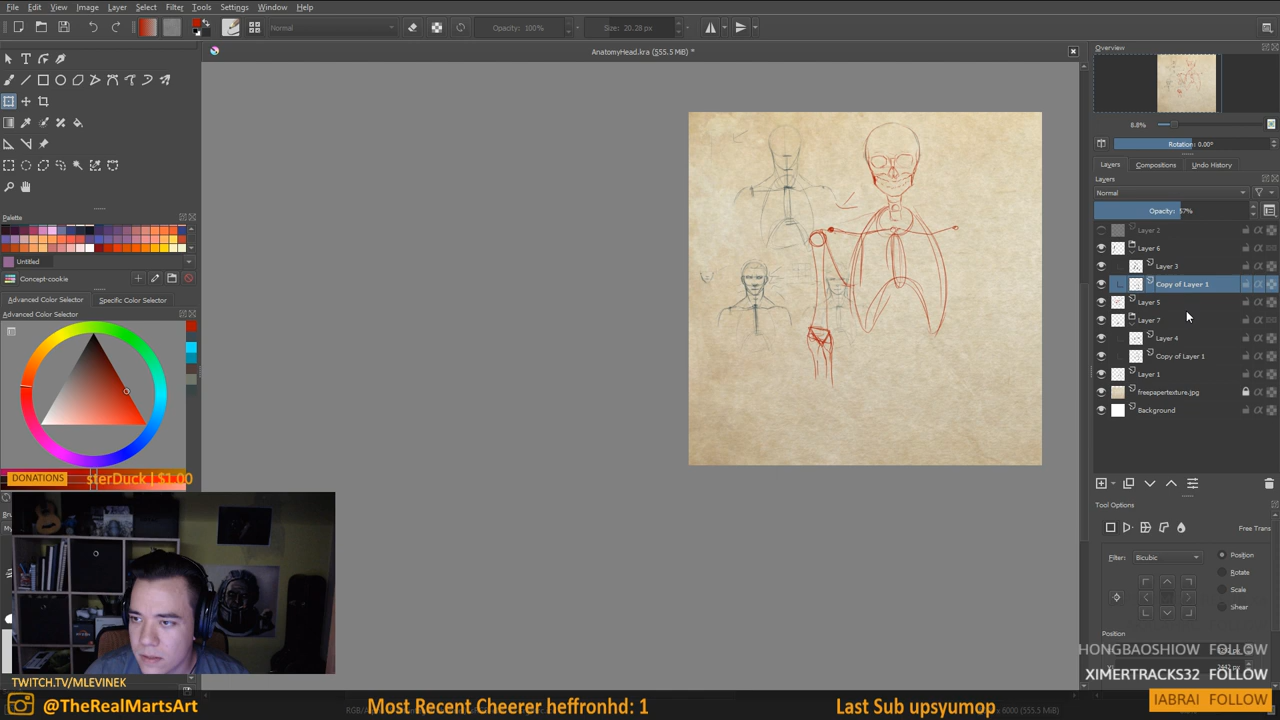 File Edit View Image Layer Select Filter Tools Settings Window Help
Normal Opacity: 100% Size: 20.28 px
AnatomyHead.kra (555.5 MiB) *
Overview
8.8%
Rotation: 0.00°
Layers Compositions Undo History
Layers
Normal
Opacity: 57%
Layer 2
Layer 6
Layer 3
Copy of Layer 1
Layer 5
Layer 7
Layer 4
Copy of Layer 1
Layer 1
freepapertexture.jpg
Background
Tool Options
Free Trans
Filter: Bicubic
Position
Rotate
Scale
Shear
Position
Palette
Untitled
Concept-cookie
Advanced Color Selector Specific Color Selector
Advanced Color Selector
DONATIONS sterDuck | $1.00
TWITCH.TV/MLEVINEK
@TheRealMartsArt
Most Recent Cheerer heffronhd: 1
Last Sub upsyumop
HONGBAOSHIOW FOLLOW
XIMERTRACKS32 FOLLOW
IABRAI FOLLOW